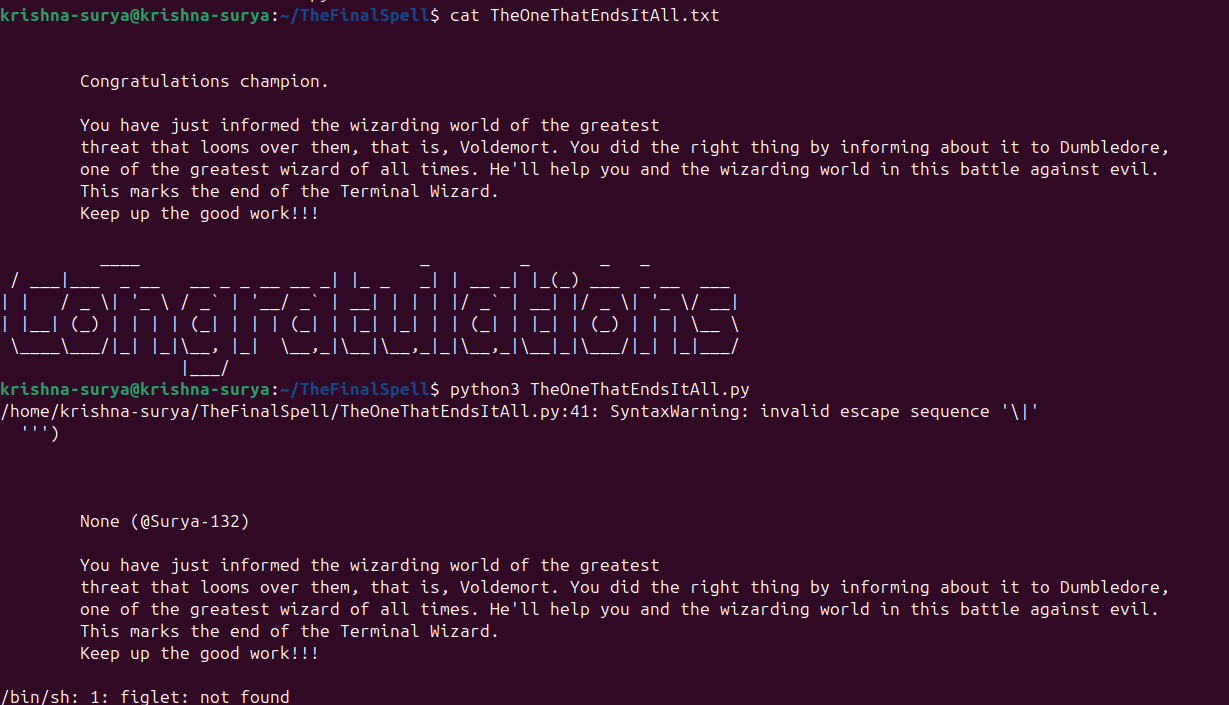 krishna-surya@krishna-surya:~/TheFinalSpell$ cat TheOneThatEndsItAll.txt
Congratulations champion.
You have just informed the wizarding world of the greatest
threat that looms over them, that is, Voldemort. You did the right thing by informing about it to Dumbledore,
one of the greatest wizard of all times. He'll help you and the wizarding world in this battle against evil.
This marks the end of the Terminal Wizard.
Keep up the good work!!!
Congratulations
krishna-surya@krishna-surya:~/TheFinalSpell$ python3 TheOneThatEndsItAll.py
/home/krishna-surya/TheFinalSpell/TheOneThatEndsItAll.py:41: SyntaxWarning: invalid escape sequence '\|'
''')
None (@Surya-132)
You have just informed the wizarding world of the greatest
threat that looms over them, that is, Voldemort. You did the right thing by informing about it to Dumbledore,
one of the greatest wizard of all times. He'll help you and the wizarding world in this battle against evil.
This marks the end of the Terminal Wizard.
Keep up the good work!!!
/bin/sh: 1: figlet: not found